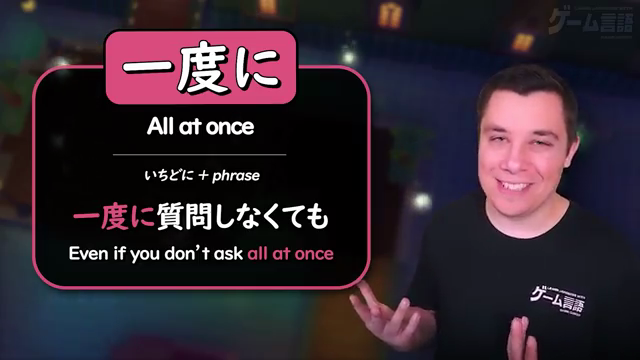 ゲーム言語
一度に
All at once
いちどに + phrase
一度に質問しなくても
Even if you don't ask all at once
ゲーム言語